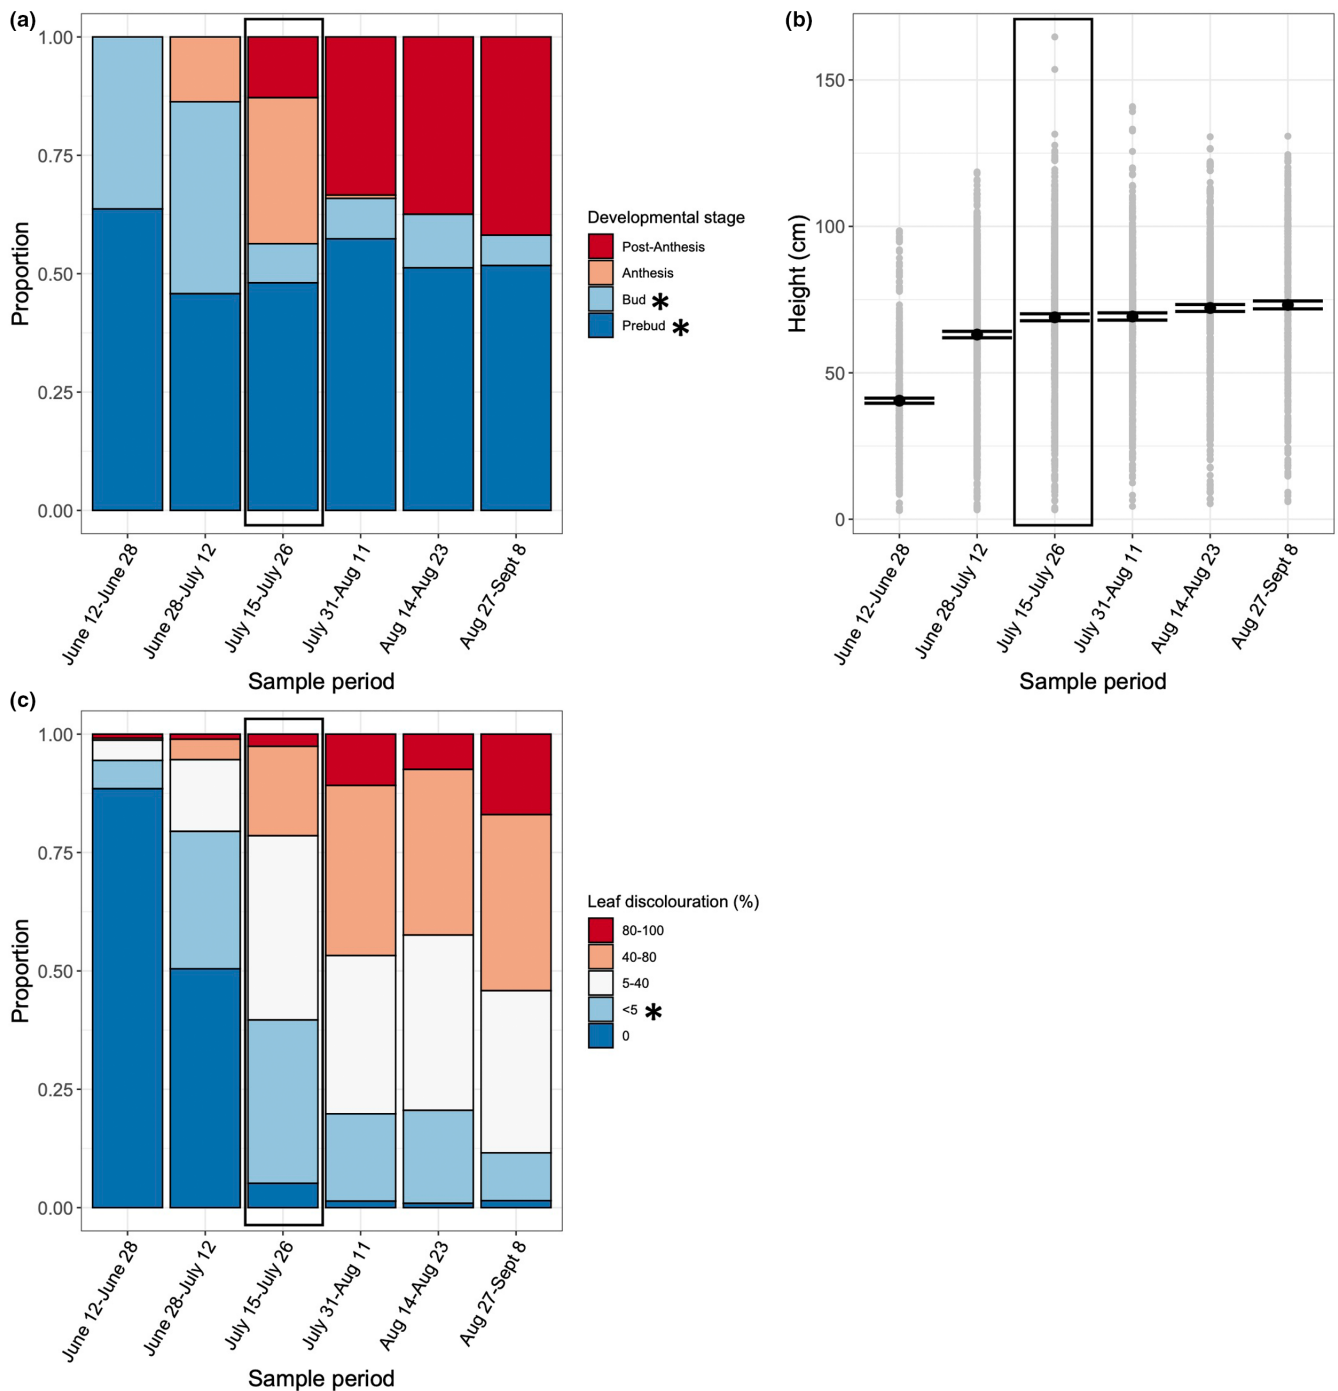 (a)
1.00
0.75
0.50
0.25
0.00
Proportion
June 12-June 28
June 28-July 12
July 15-July 26
July 31-Aug 11
Aug 14-Aug 23
Aug 27-Sept 8
Sample period
Developmental stage
Post-Anthesis
Anthesis
Bud *
Prebud *
(b)
150
100
50
0
Height (cm)
June 12-June 28
June 28-July 12
July 15-July 26
July 31-Aug 11
Aug 14-Aug 23
Aug 27-Sept 8
Sample period
(c)
1.00
0.75
0.50
0.25
0.00
Proportion
June 12-June 28
June 28-July 12
July 15-July 26
July 31-Aug 11
Aug 14-Aug 23
Aug 27-Sept 8
Sample period
Leaf discolouration (%)
80-100
40-80
5-40
<5 *
0